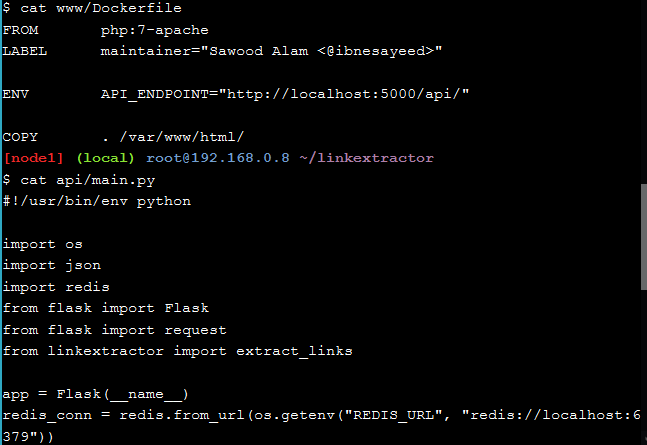 $ cat www/Dockerfile
FROM       php:7-apache
LABEL      maintainer="Sawood Alam <@ibnesayeed>"
ENV        API_ENDPOINT="http://localhost:5000/api/"
COPY       . /var/www/html/
[node1] (local) root@192.168.0.8 ~/linkextractor
$ cat api/main.py
#!/usr/bin/env python
import os
import json
import redis
from flask import Flask
from flask import request
from linkextractor import extract_links
app = Flask(__name__)
redis_conn = redis.from_url(os.getenv("REDIS_URL", "redis://localhost:6
379"))